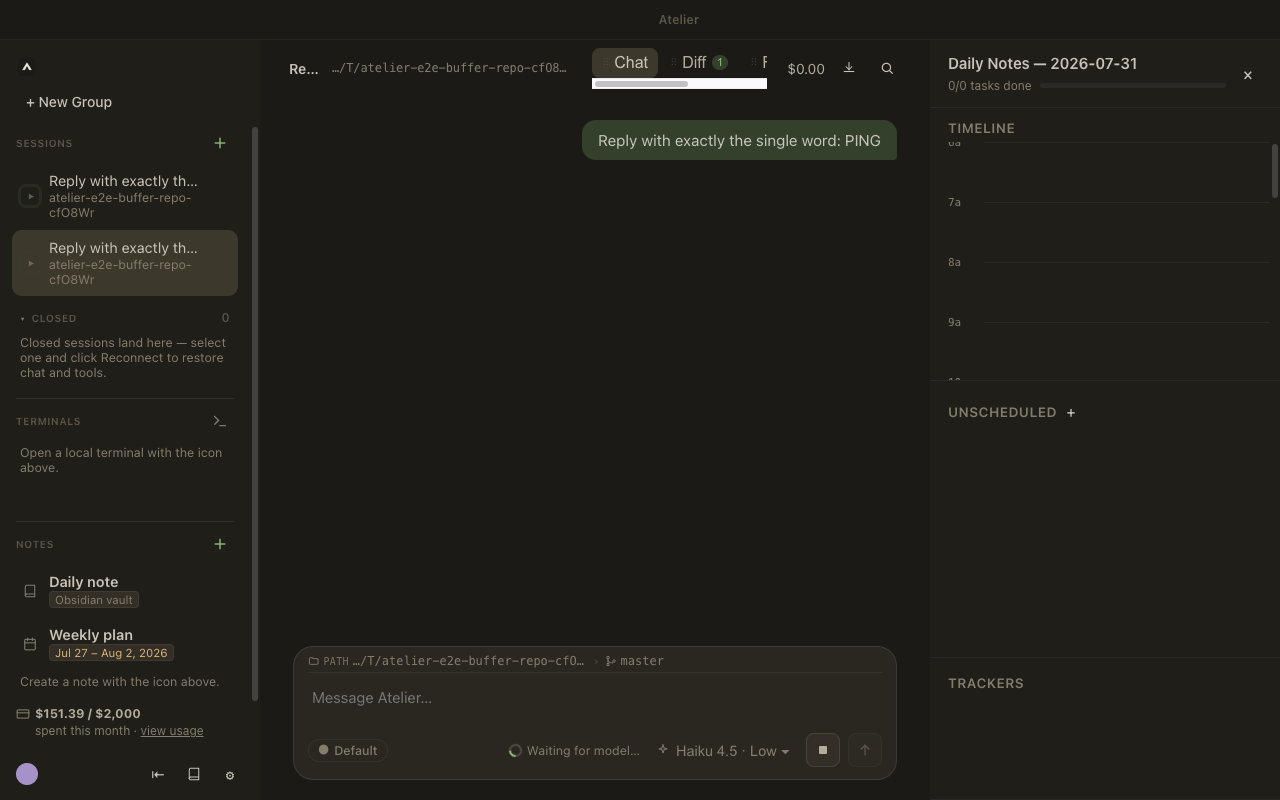 Atelier
+ New Group
SESSIONS
Reply with exactly th...
atelier-e2e-buffer-repo-
cfO8Wr
Reply with exactly th...
atelier-e2e-buffer-repo-
cfO8Wr
CLOSED 0
Closed sessions land here — select
one and click Reconnect to restore
chat and tools.
TERMINALS
Open a local terminal with the icon
above.
NOTES
Daily note
Obsidian vault
Weekly plan
Jul 27 – Aug 2, 2026
Create a note with the icon above.
$151.39 / $2,000
spent this month · view usage
Re... …/T/atelier-e2e-buffer-repo-cfO8… Chat Diff 1 $0.00
Reply with exactly the single word: PING
PATH …/T/atelier-e2e-buffer-repo-cfO… › master
Message Atelier...
Default Waiting for model... Haiku 4.5 · Low
Daily Notes — 2026-07-31
0/0 tasks done
TIMELINE
6a
7a
8a
9a
UNSCHEDULED +
TRACKERS